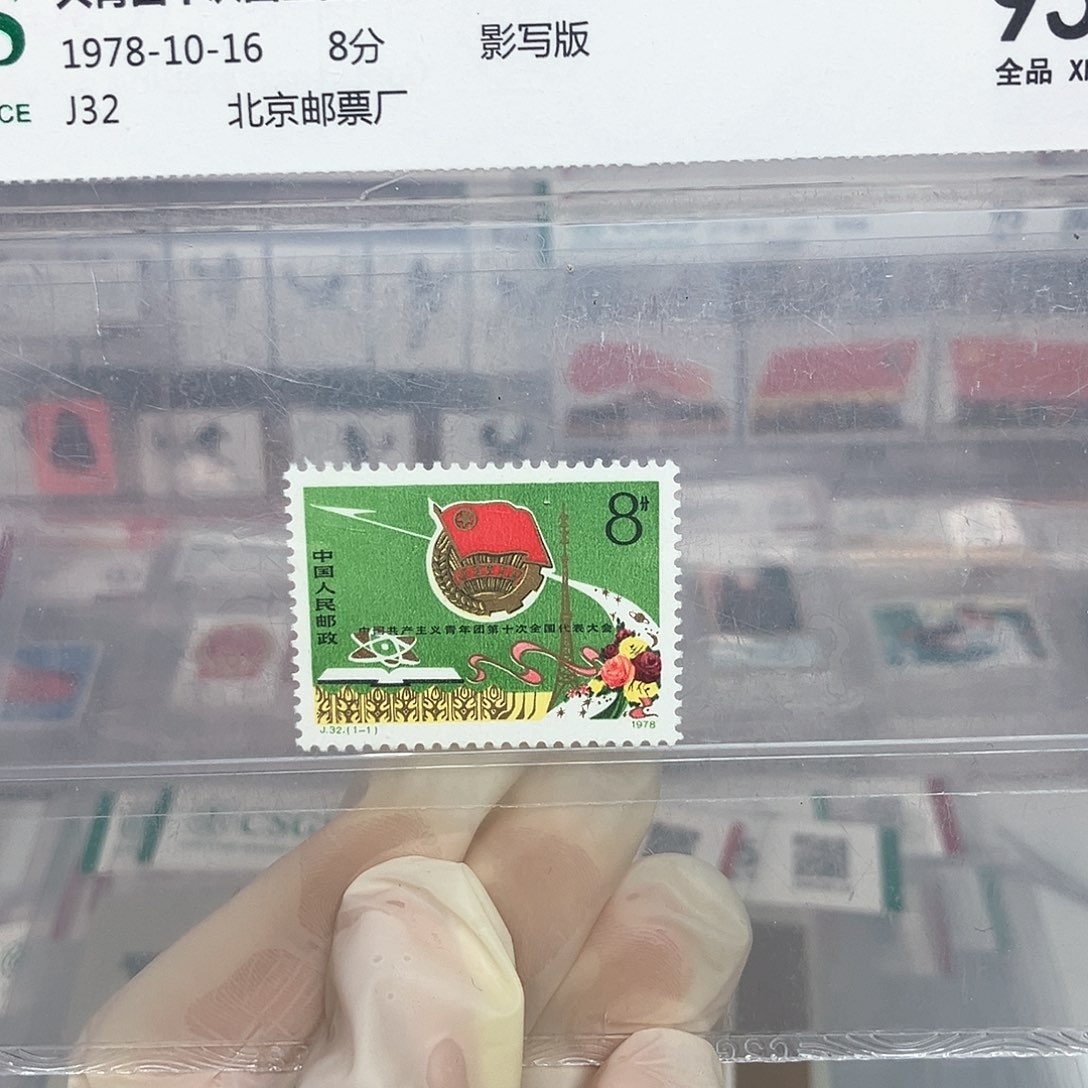 1978-10-16 8分 影写版
J32 北京邮票厂
全品
8分
中国人民邮政
中国共产主义青年团第十次全国代表大会
J.32.(1-1) 1978